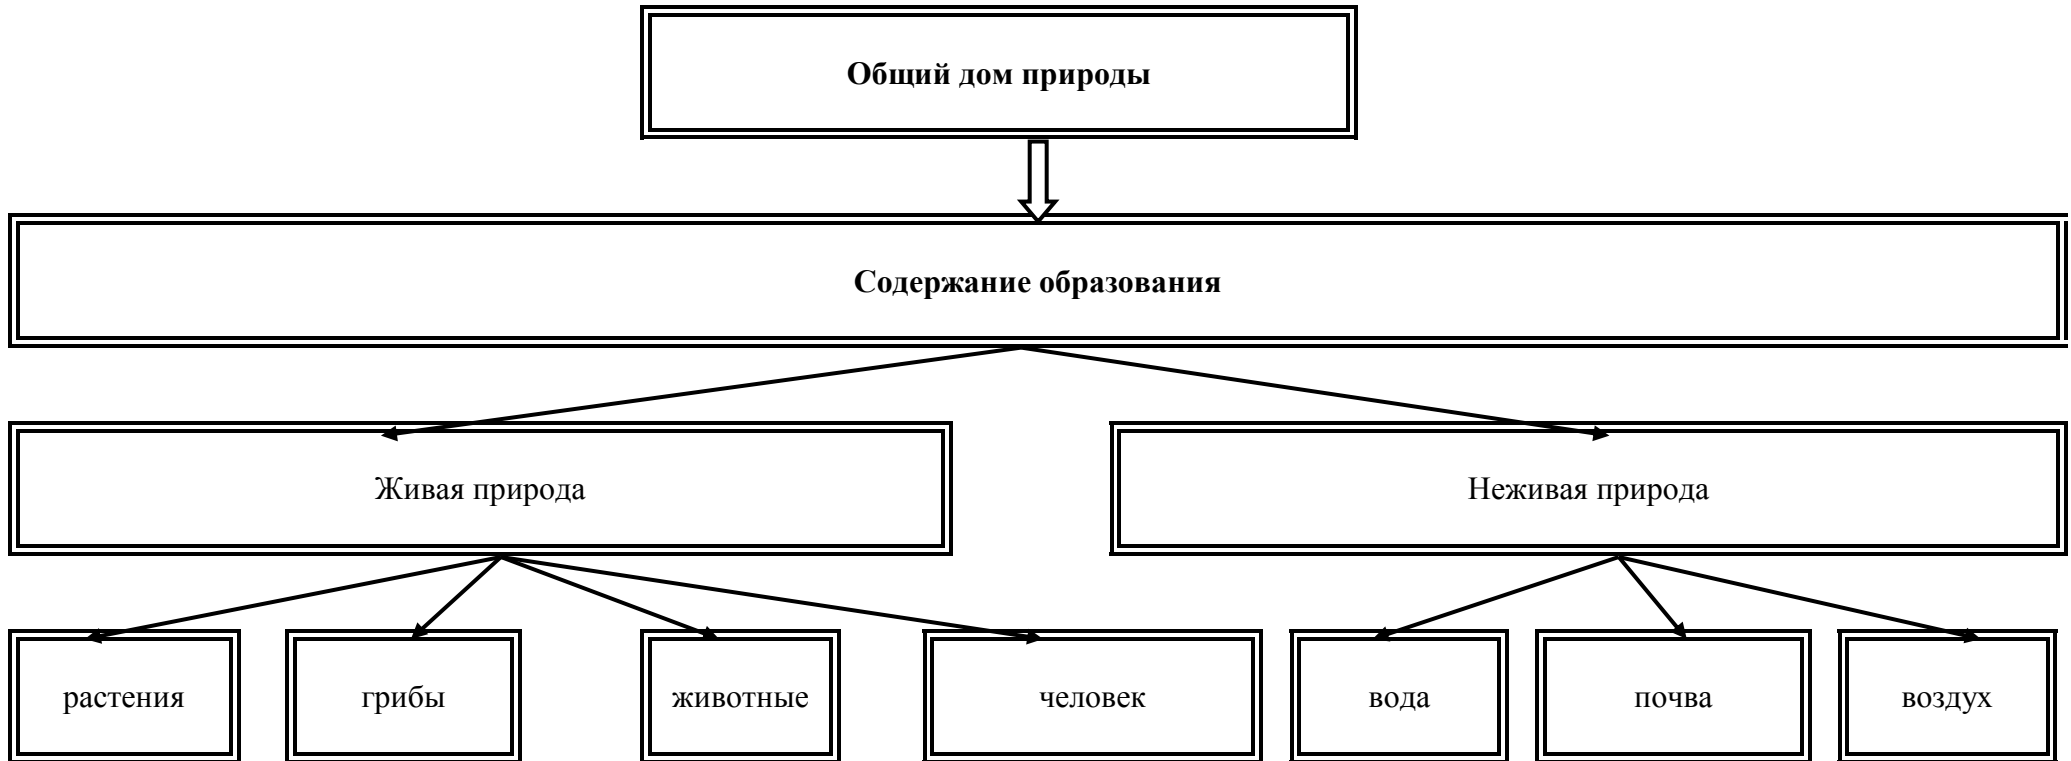 Общий дом природы
Содержание образования
Живая природа
Неживая природа
растения
грибы
животные
человек
вода
почва
воздух